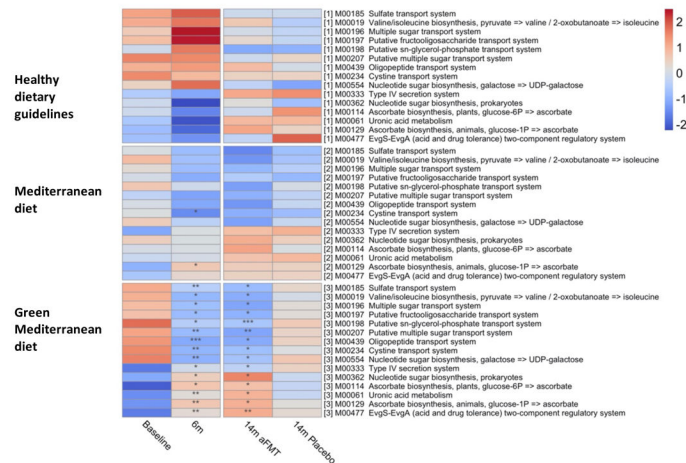 [1] M00185 Sulfate transport system
[1] M00019 Valine/isoleucine biosynthesis, pyruvate => valine / 2-oxobutanoate => isoleucine
[1] M00196 Multiple sugar transport system
[1] M00197 Putative fructooligosaccharide transport system
[1] M00198 Putative sn-glycerol-phosphate transport system
[1] M00207 Putative multiple sugar transport system
[1] M00439 Oligopeptide transport system
[1] M00234 Cystine transport system
[1] M00554 Nucleotide sugar biosynthesis, galactose => UDP-galactose
[1] M00333 Type IV secretion system
[1] M00362 Nucleotide sugar biosynthesis, prokaryotes
[1] M00114 Ascorbate biosynthesis, plants, glucose-6P => ascorbate
[1] M00061 Uronic acid metabolism
[1] M00129 Ascorbate biosynthesis, animals, glucose-1P => ascorbate
[1] M00477 EvgS-EvgA (acid and drug tolerance) two-component regulatory system
Healthy
dietary
guidelines
2
1
0
-1
-2
[2] M00185 Sulfate transport system
[2] M00019 Valine/isoleucine biosynthesis, pyruvate => valine / 2-oxobutanoate => isoleucine
[2] M00196 Multiple sugar transport system
[2] M00197 Putative fructooligosaccharide transport system
[2] M00198 Putative sn-glycerol-phosphate transport system
[2] M00207 Putative multiple sugar transport system
[2] M00439 Oligopeptide transport system
* [2] M00234 Cystine transport system
[2] M00554 Nucleotide sugar biosynthesis, galactose => UDP-galactose
[2] M00333 Type IV secretion system
[2] M00362 Nucleotide sugar biosynthesis, prokaryotes
[2] M00114 Ascorbate biosynthesis, plants, glucose-6P => ascorbate
[2] M00061 Uronic acid metabolism
* [2] M00129 Ascorbate biosynthesis, animals, glucose-1P => ascorbate
[2] M00477 EvgS-EvgA (acid and drug tolerance) two-component regulatory system
Mediterranean
diet
** * [3] M00185 Sulfate transport system
* * [3] M00019 Valine/isoleucine biosynthesis, pyruvate => valine / 2-oxobutanoate => isoleucine
* * [3] M00196 Multiple sugar transport system
* * [3] M00197 Putative fructooligosaccharide transport system
* *** [3] M00198 Putative sn-glycerol-phosphate transport system
** ** [3] M00207 Putative multiple sugar transport system
*** * [3] M00439 Oligopeptide transport system
** * [3] M00234 Cystine transport system
** * [3] M00554 Nucleotide sugar biosynthesis, galactose => UDP-galactose
* * [3] M00333 Type IV secretion system
* * [3] M00362 Nucleotide sugar biosynthesis, prokaryotes
* * [3] M00114 Ascorbate biosynthesis, plants, glucose-6P => ascorbate
** * [3] M00061 Uronic acid metabolism
* * [3] M00129 Ascorbate biosynthesis, animals, glucose-1P => ascorbate
** ** [3] M00477 EvgS-EvgA (acid and drug tolerance) two-component regulatory system
Green
Mediterranean
diet
Baseline
6m
14m aFMT
14m Placebo